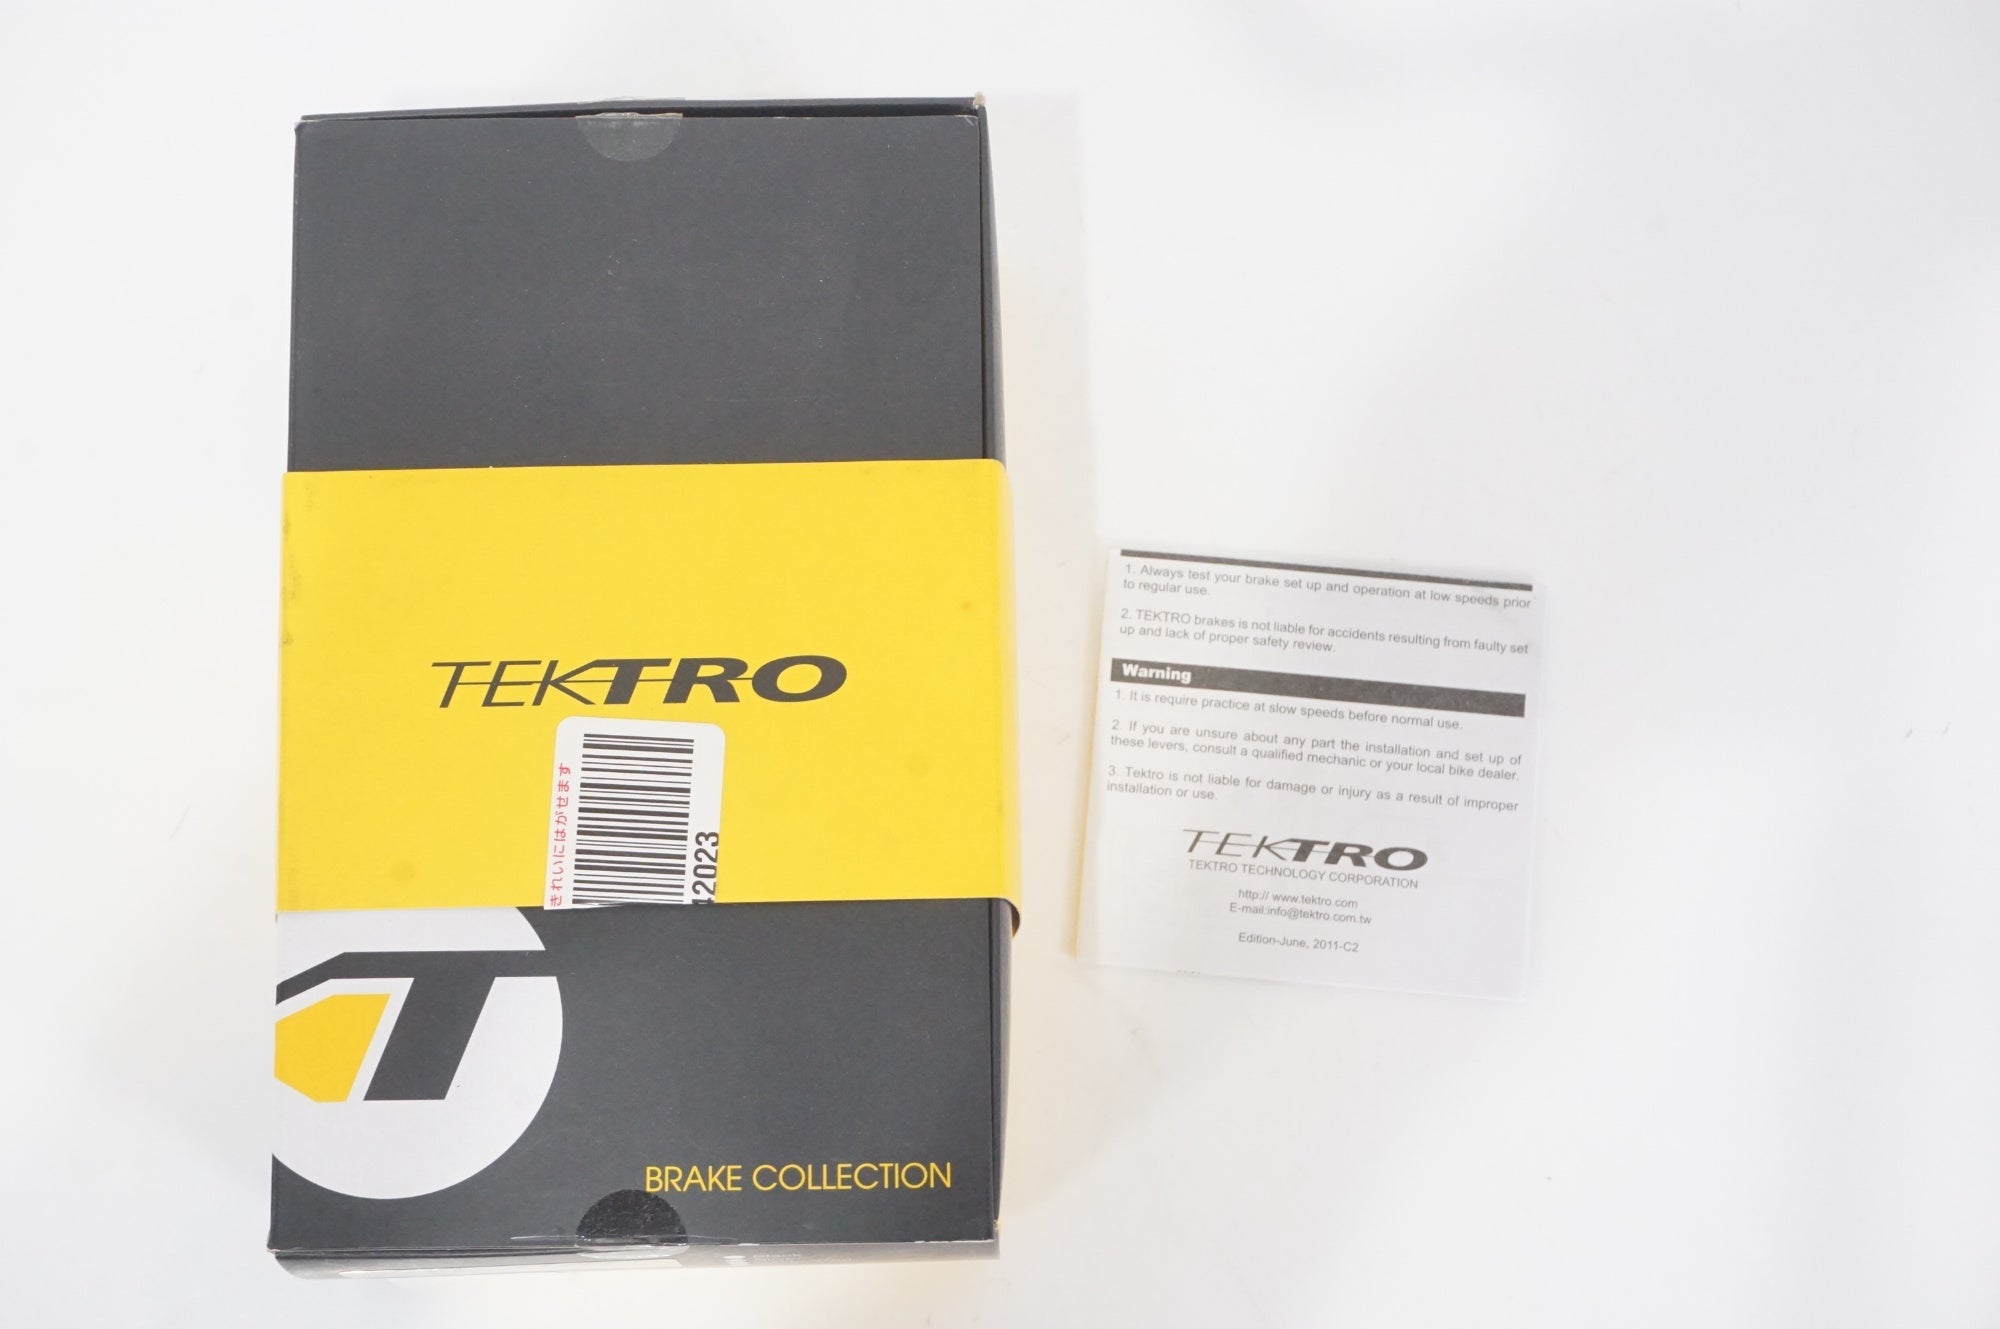 TEKTRO
きれいにはがせます
42023
BRAKE COLLECTION
1. Always test your brake set up and operation at low speeds prior
to regular use.
2. TEKTRO brakes is not liable for accidents resulting from faulty set
up and lack of proper safety review.
Warning
1. It is require practice at slow speeds before normal use.
2. If you are unsure about any part the installation and set up of
these levers, consult a qualified mechanic or your local bike dealer.
3. Tektro is not liable for damage or injury as a result of improper
installation or use.
TEKTRO
TEKTRO TECHNOLOGY CORPORATION
http:// www.tektro.com
E-mail:info@tektro.com.tw
Edition-June, 2011-C2